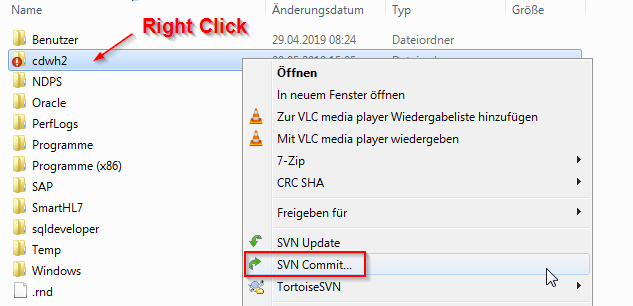 Name Änderungsdatum Typ Größe
Right Click
Benutzer 29.04.2019 08:24 Dateiordner
cdwh2
NDPS
Oracle
PerfLogs
Programme
Programme (x86)
SAP
SmartHL7
sqldeveloper
Temp
Windows
.rnd
Öffnen
In neuem Fenster öffnen
Zur VLC media player Wiedergabeliste hinzufügen
Mit VLC media player wiedergeben
7-Zip
CRC SHA
Freigeben für
SVN Update
SVN Commit...
TortoiseSVN